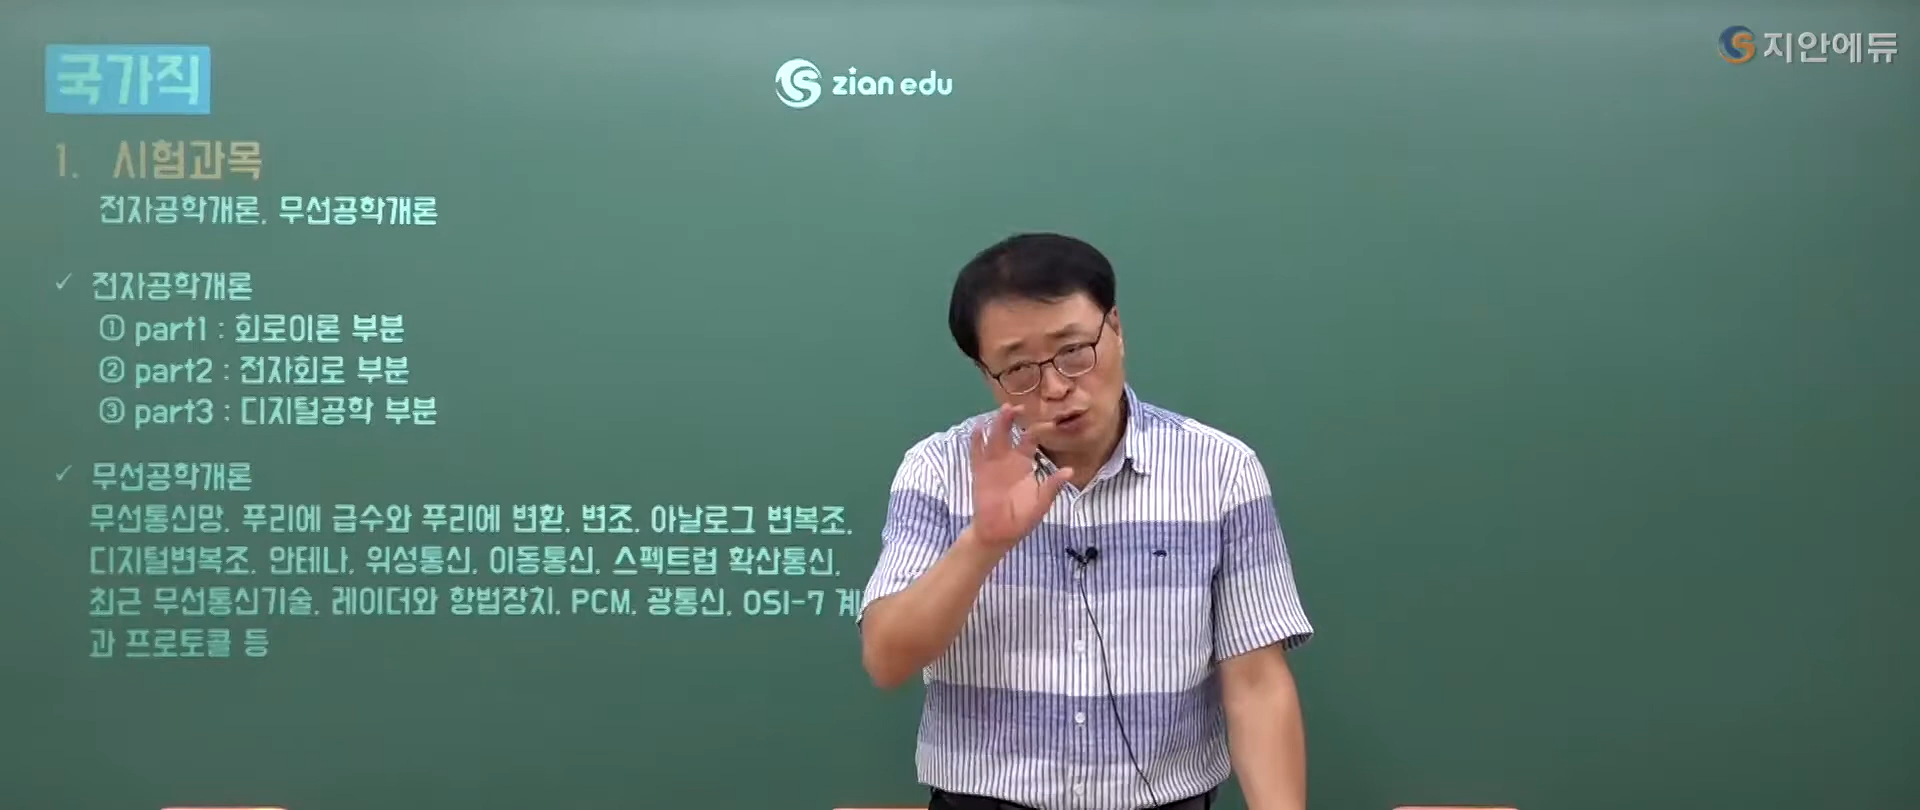 국가직
zian edu
지안에듀
1. 시험과목
전자공학개론, 무선공학개론
✓ 전자공학개론
① part1 : 회로이론 부분
② part2 : 전자회로 부분
③ part3 : 디지털공학 부분
✓ 무선공학개론
무선통신망, 푸리에 급수와 푸리에 변환, 변조, 아날로그 변복조,
디지털변복조, 안테나, 위성통신, 이동통신, 스펙트럼 확산통신,
최근 무선통신기술, 레이더와 항법장치, PCM, 광통신, OSI-7
과 프로토콜 등